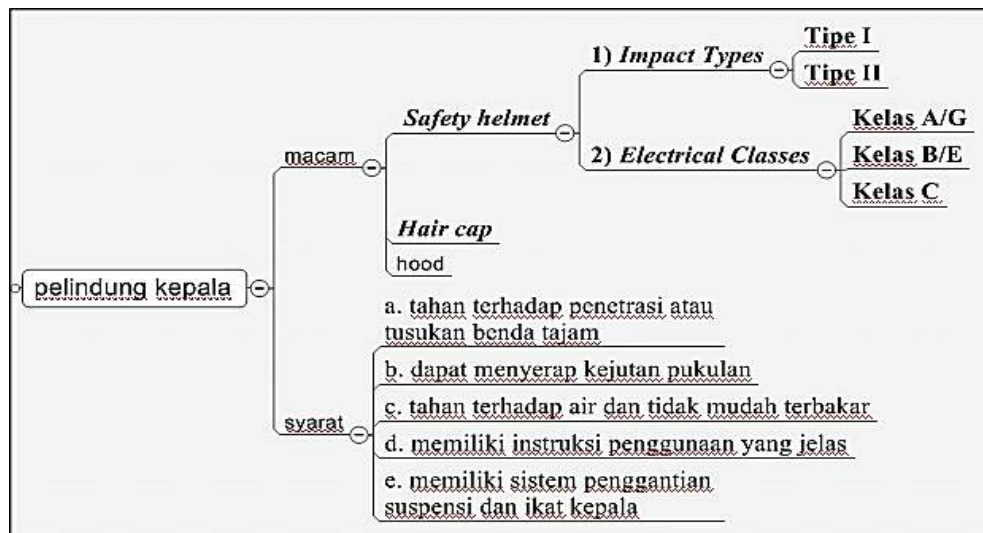 pelindung kepala
macam
Safety helmet
1) Impact Types
Tipe I
Tipe II
2) Electrical Classes
Kelas A/G
Kelas B/E
Kelas C
Hair cap
hood
syarat
a. tahan terhadap penetrasi atau
tusukan benda tajam
b. dapat menyerap kejutan pukulan
c. tahan terhadap air dan tidak mudah terbakar
d. memiliki instruksi penggunaan yang jelas
e. memiliki sistem penggantian
suspensi dan ikat kepala